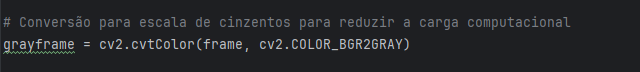 # Conversão para escala de cinzentos para reduzir a carga computacional
grayframe = cv2.cvtColor(frame, cv2.COLOR_BGR2GRAY)